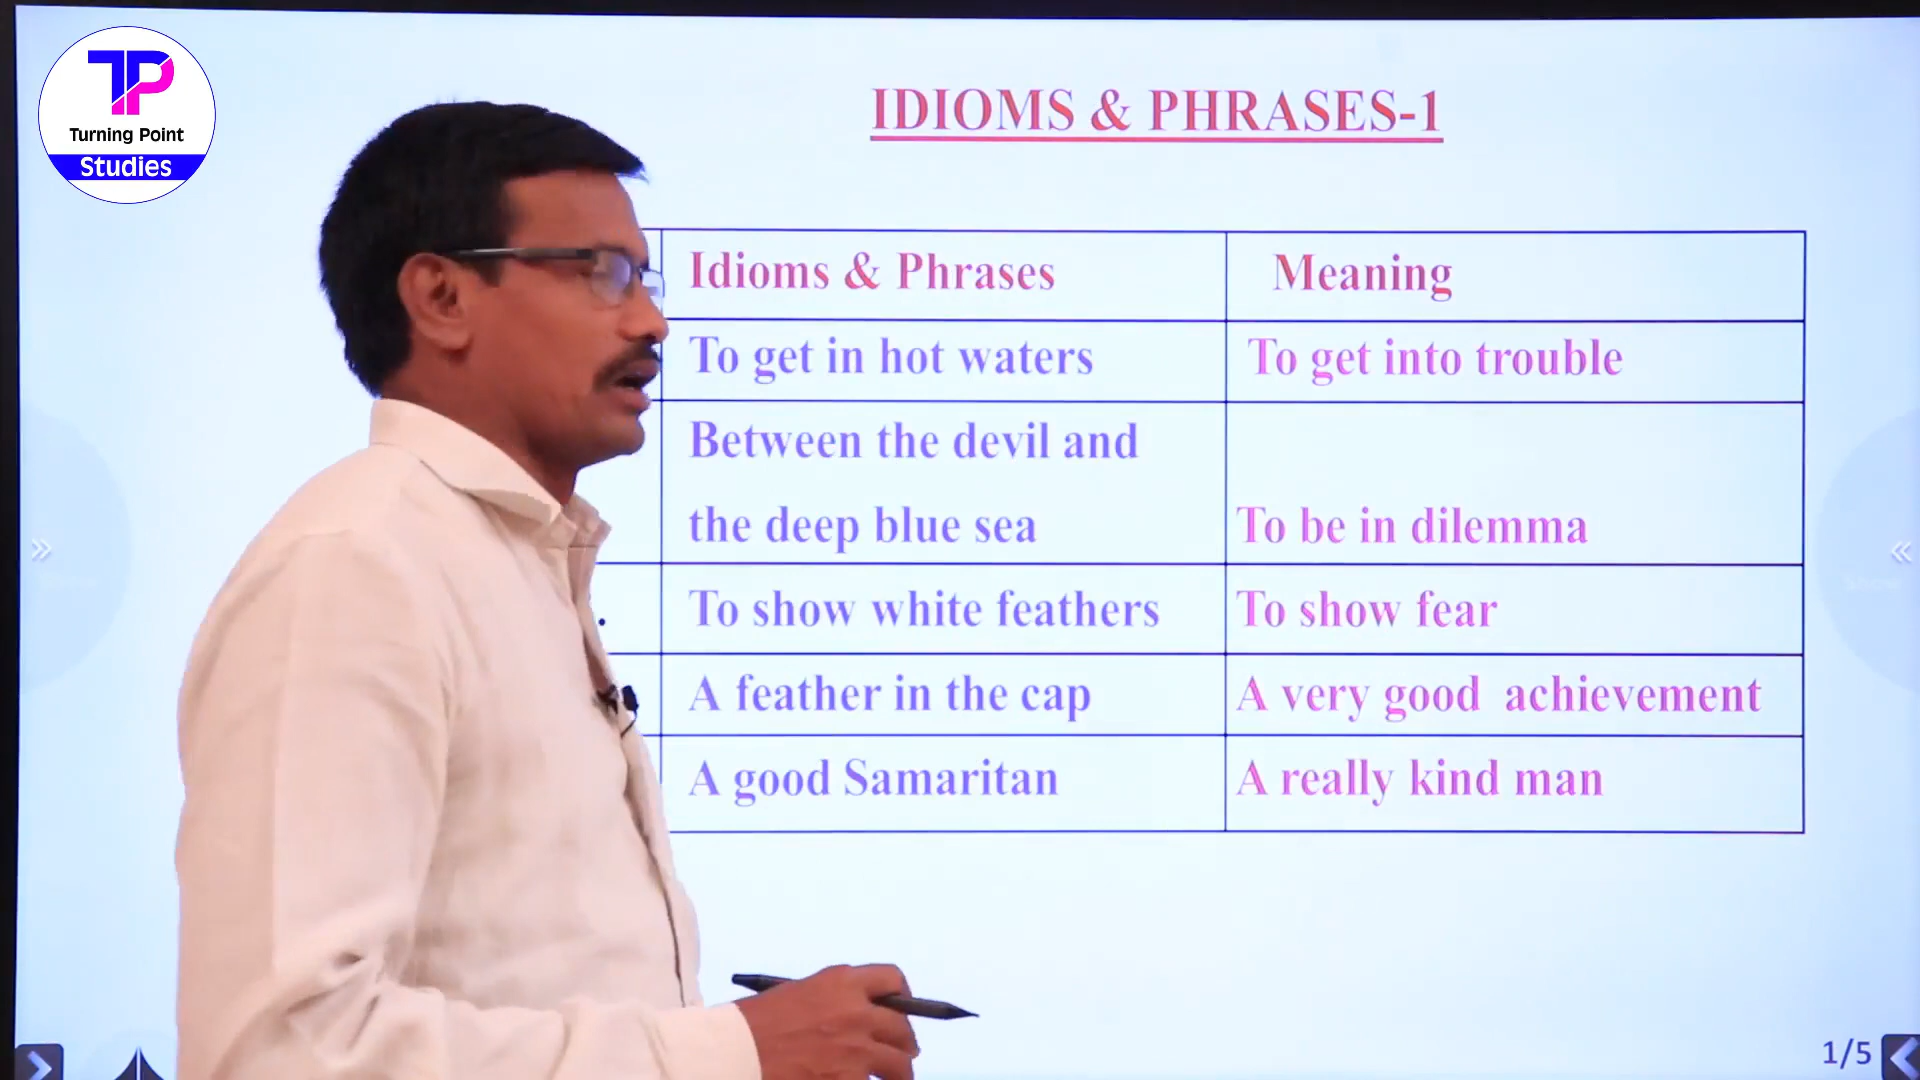 TP
Turning Point
Studies
IDIOMS & PHRASES-1
Idioms & Phrases
Meaning
To get in hot waters
To get into trouble
Between the devil and
the deep blue sea
To be in dilemma
To show white feathers
To show fear
A feather in the cap
A very good achievement
A good Samaritan
A really kind man
1/5